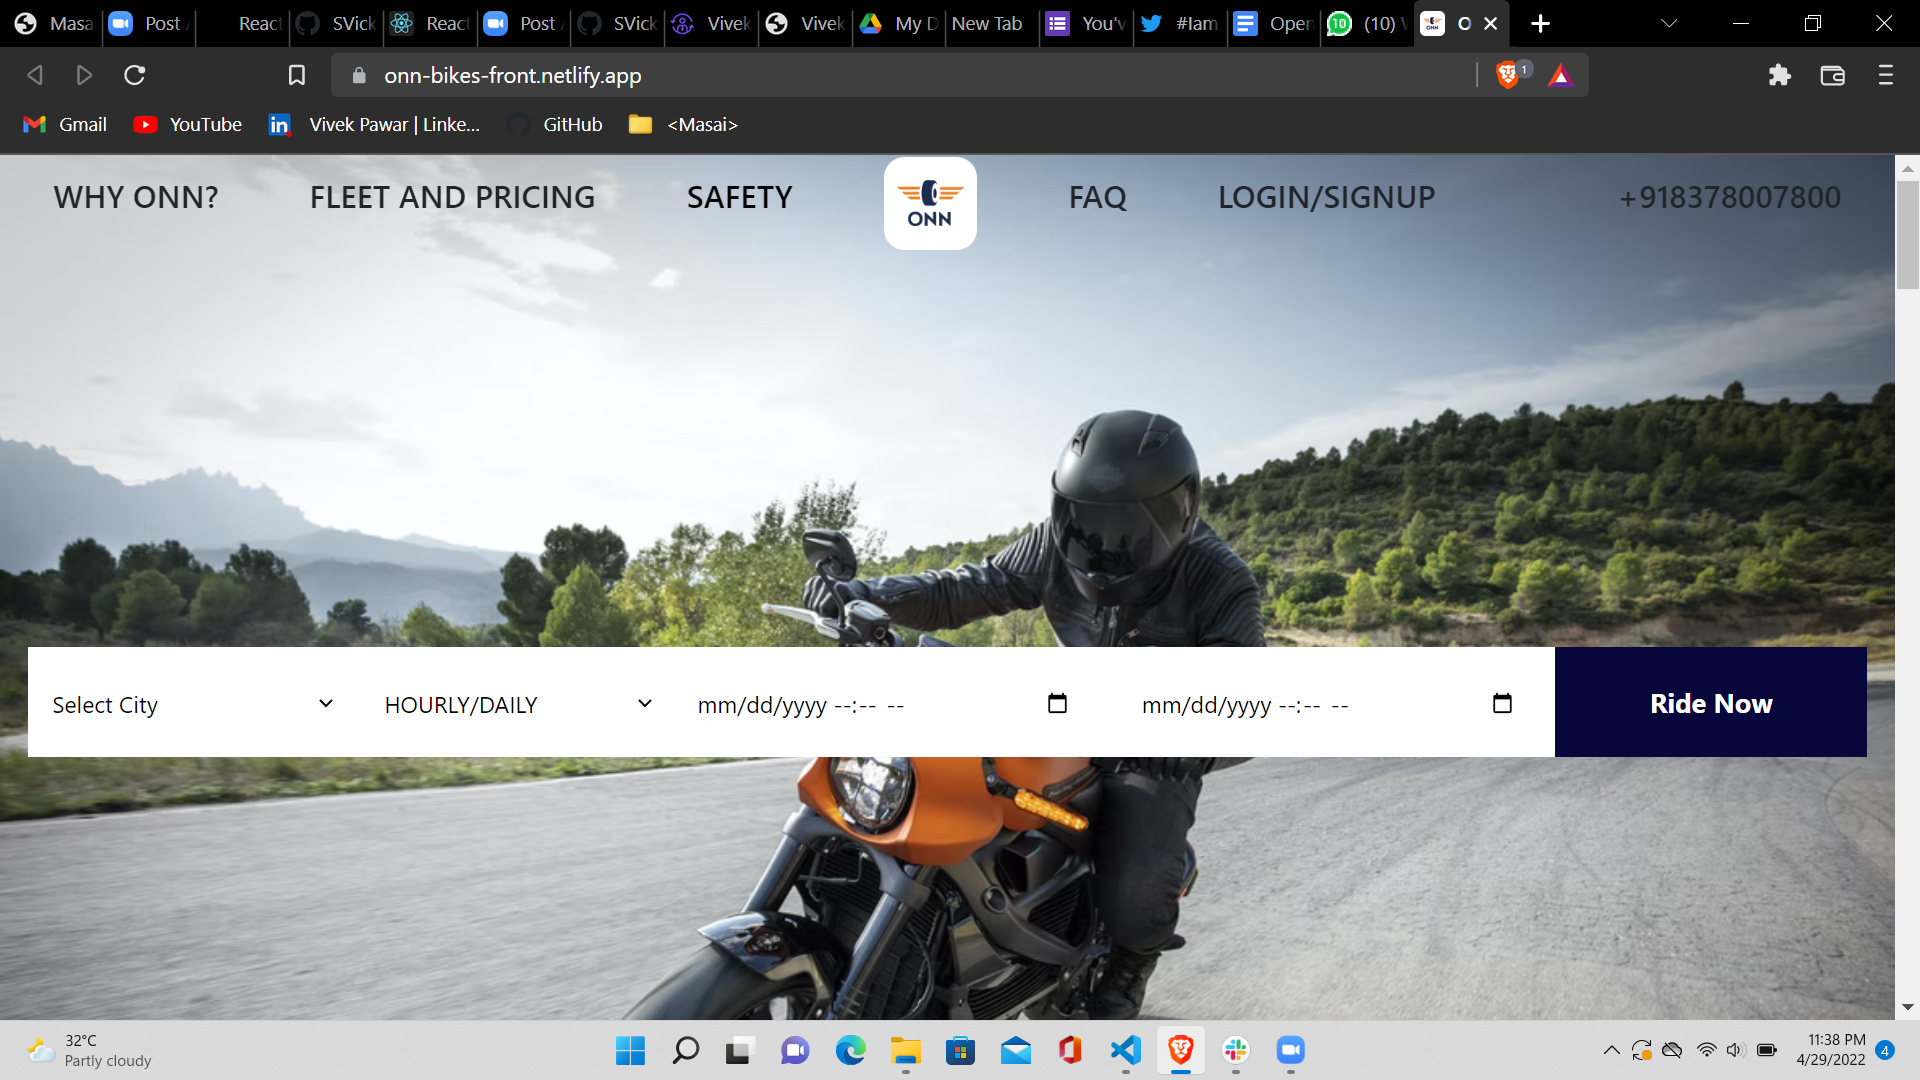 Masa
Post
React
SVick
React
Post
SVick
Vivek
Vivek
My D
New Tab
You'v
#Iam
Open
(10)
O
onn-bikes-front.netlify.app
1
Gmail
YouTube
Vivek Pawar | Linke...
GitHub
<Masai>
WHY ONN?
FLEET AND PRICING
SAFETY
ONN
FAQ
LOGIN/SIGNUP
+918378007800
Select City
HOURLY/DAILY
mm/dd/yyyy --:-- --
mm/dd/yyyy --:-- --
Ride Now
32°C
Partly cloudy
11:38 PM
4/29/2022
4